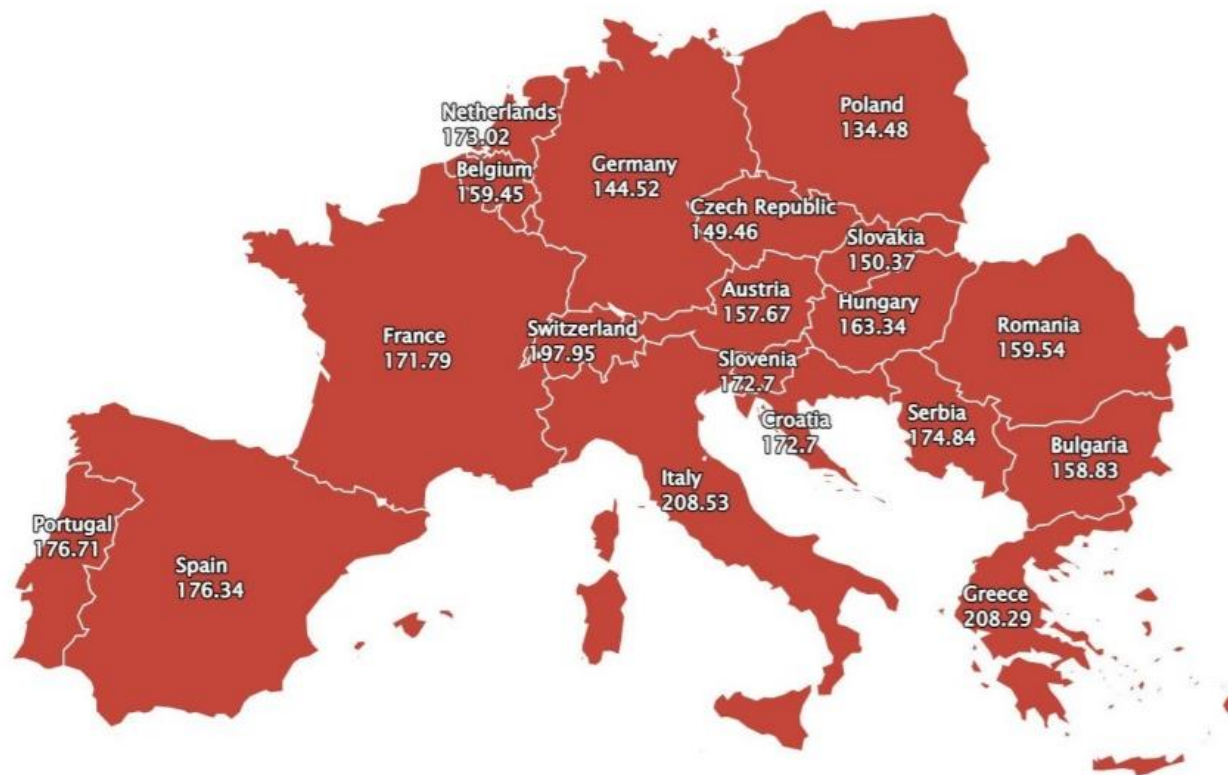 Poland
134.48
Netherlands
173.02
Germany
144.52
Belgium
159.45
Czech Republic
149.46
Slovakia
150.37
Austria
157.67
Hungary
163.34
France
171.79
Switzerland
197.95
Romania
159.54
Slovenia
172.7
Croatia
172.7
Serbia
174.84
Bulgaria
158.83
Italy
208.53
Portugal
176.71
Spain
176.34
Greece
208.29